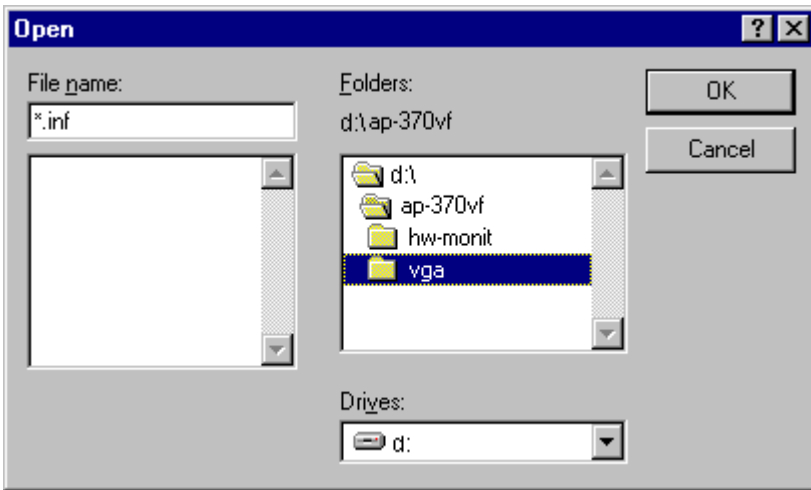 Open
File name:
*.inf
Folders:
d:\ap-370vf
d:\
ap-370vf
hw-monit
vga
Drives:
d:
OK
Cancel